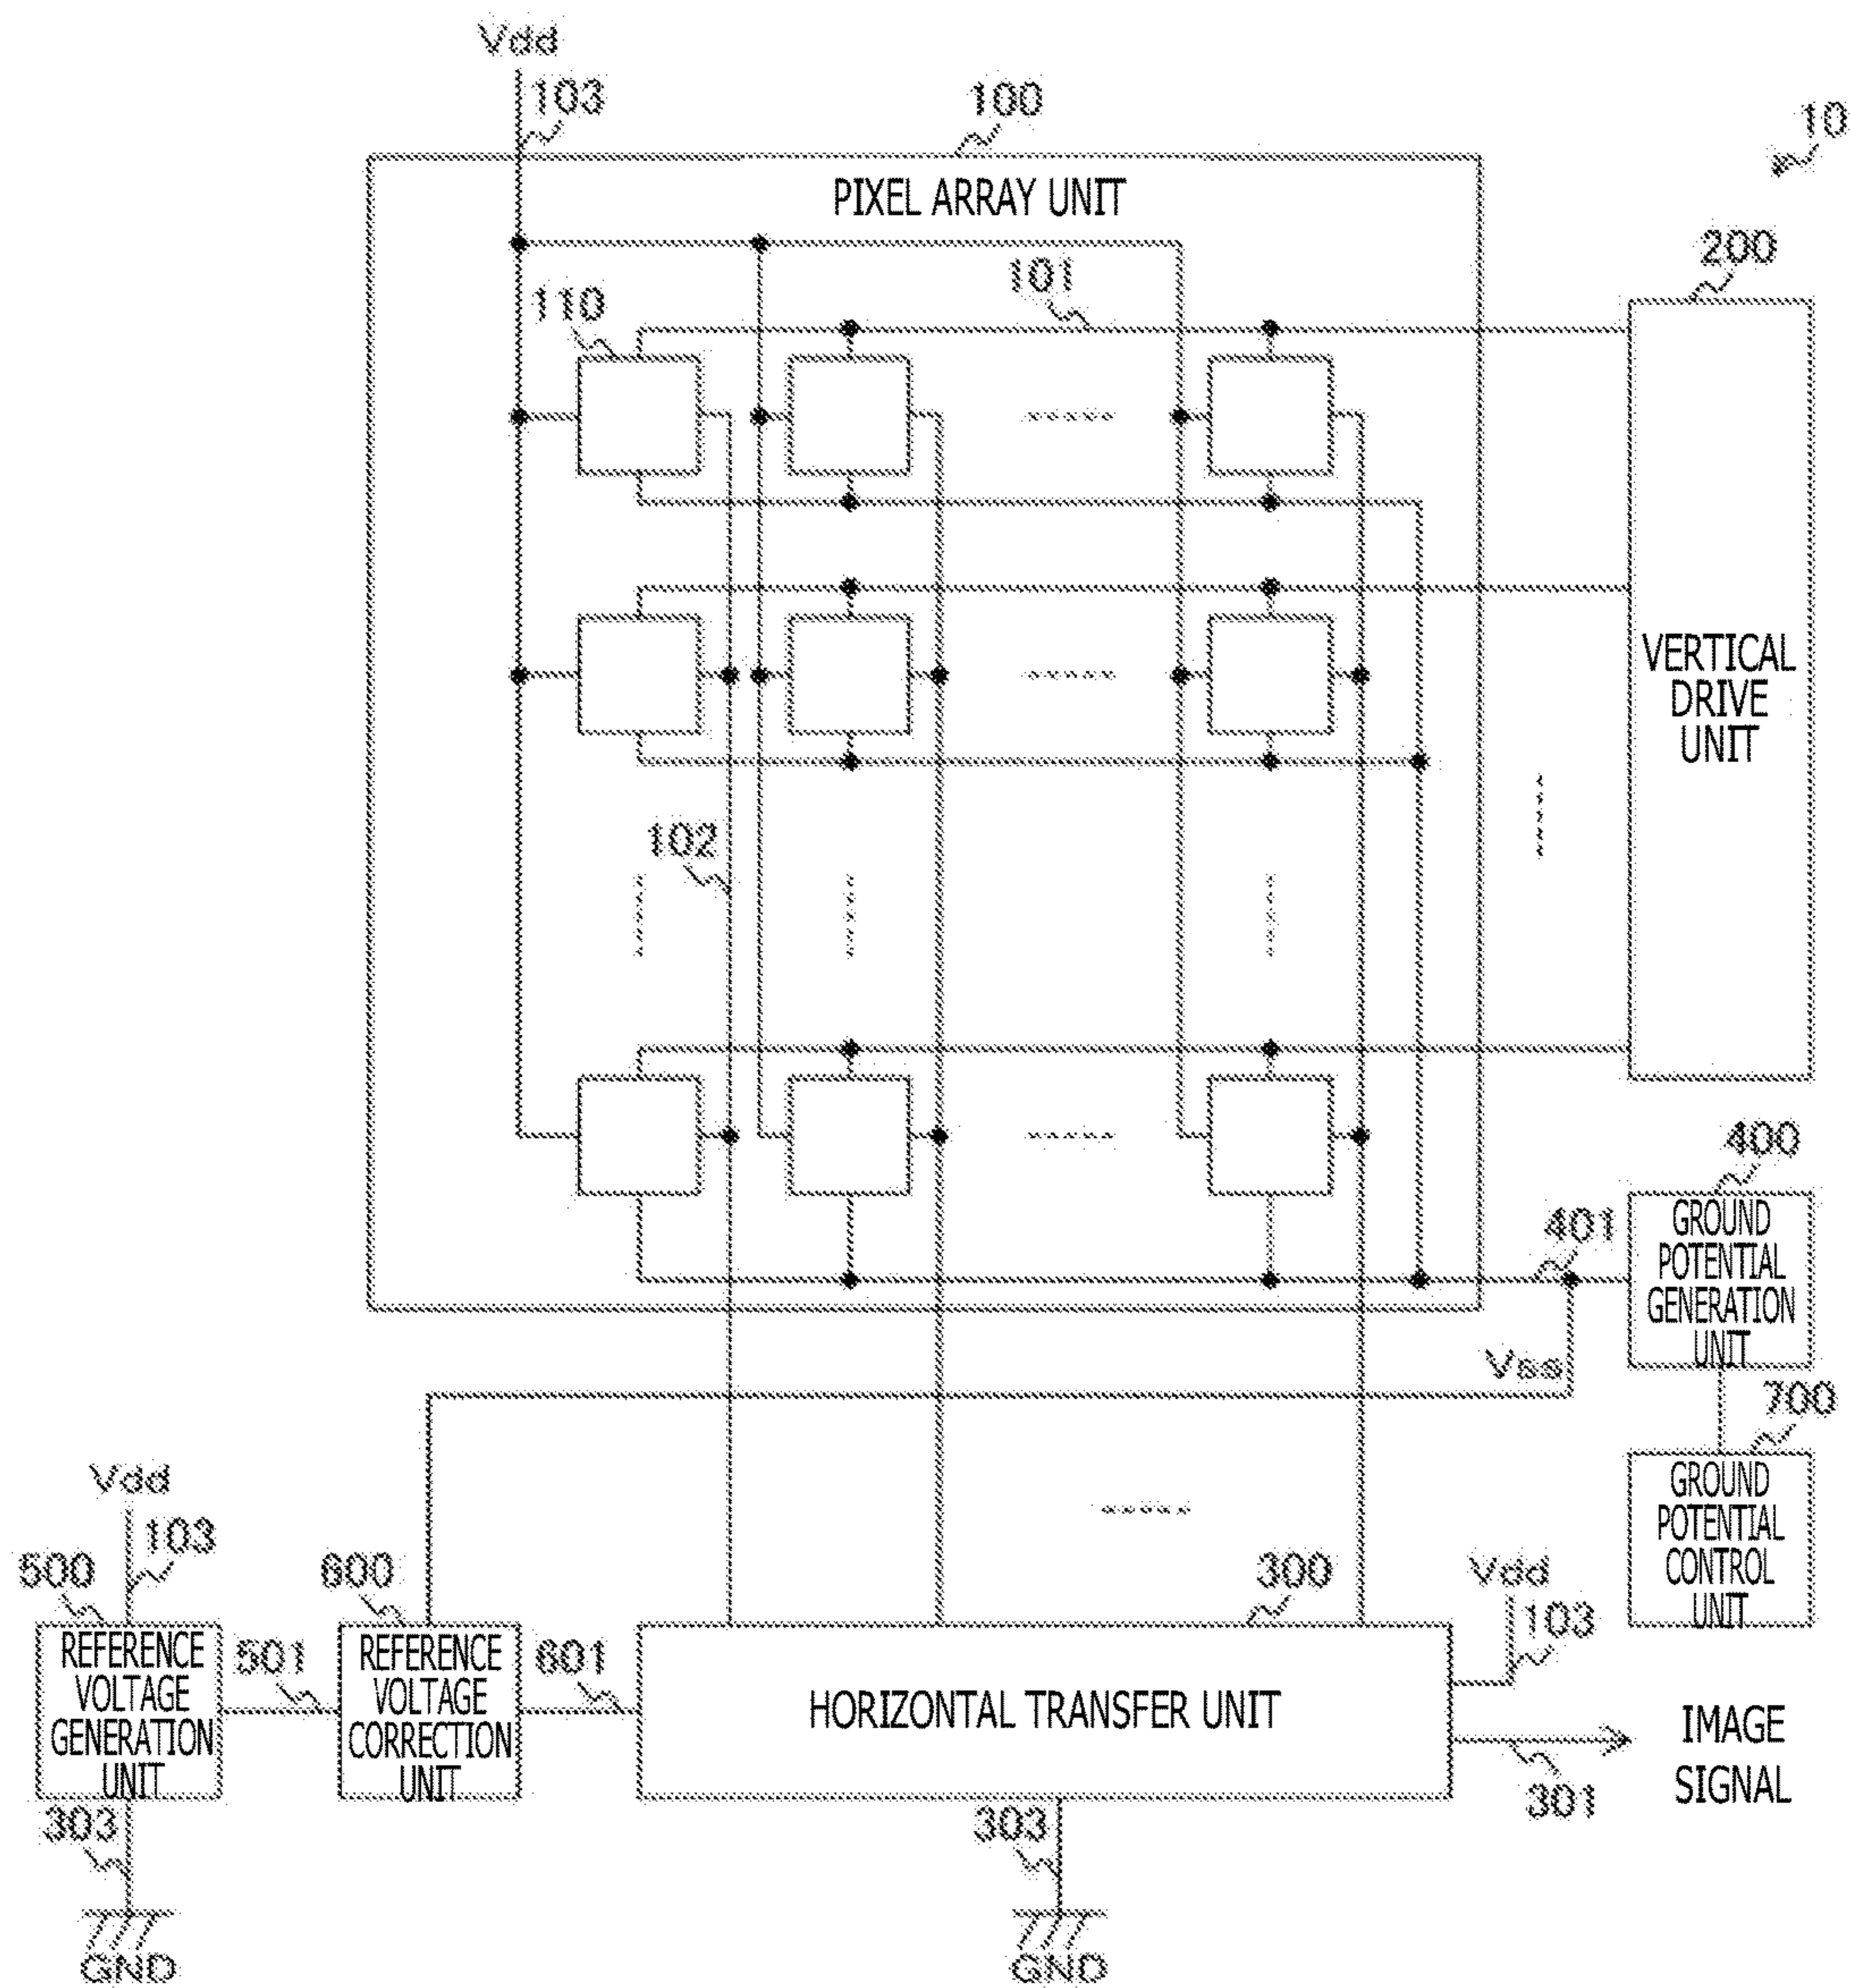 Vdd
103
100
10
PIXEL ARRAY UNIT
200
101
110
VERTICAL
DRIVE
UNIT
102
400
401
GROUND
POTENTIAL
GENERATION
UNIT
Vss
700
GROUND
POTENTIAL
CONTROL
UNIT
Vdd
103
500
600
300
Vdd
103
REFERENCE
VOLTAGE
GENERATION
UNIT
501
REFERENCE
VOLTAGE
CORRECTION
UNIT
601
HORIZONTAL TRANSFER UNIT
IMAGE
SIGNAL
301
303
303
GND
GND